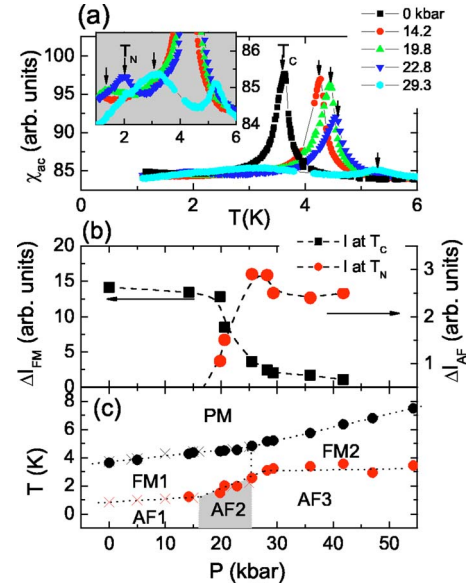 (a)
0 kbar
14.2
19.8
22.8
29.3
T_N
T_C
86
85
84
1 2 3 4 5 6
100
95
90
85
χ_ac (arb. units)
0 2 4 6
T(K)
(b)
I at T_C
I at T_N
20
15
10
5
0
ΔI_FM (arb. units)
3
2
1
ΔI_AF (arb. units)
(c)
PM
FM1
FM2
AF1
AF2
AF3
8
6
4
2
0
T (K)
0 10 20 30 40 50
P (kbar)